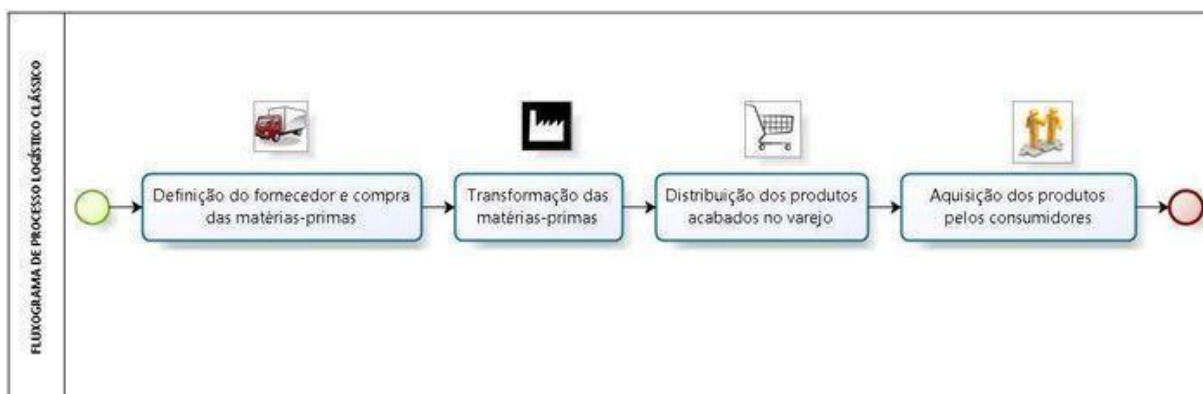 FLUXOGRAMA DE PROCESSO LOGÍSTICO CLÁSSICO
Definição do fornecedor e compra
das matérias-primas
Transformação das
matérias-primas
Distribuição dos produtos
acabados no varejo
Aquisição dos produtos
pelos consumidores